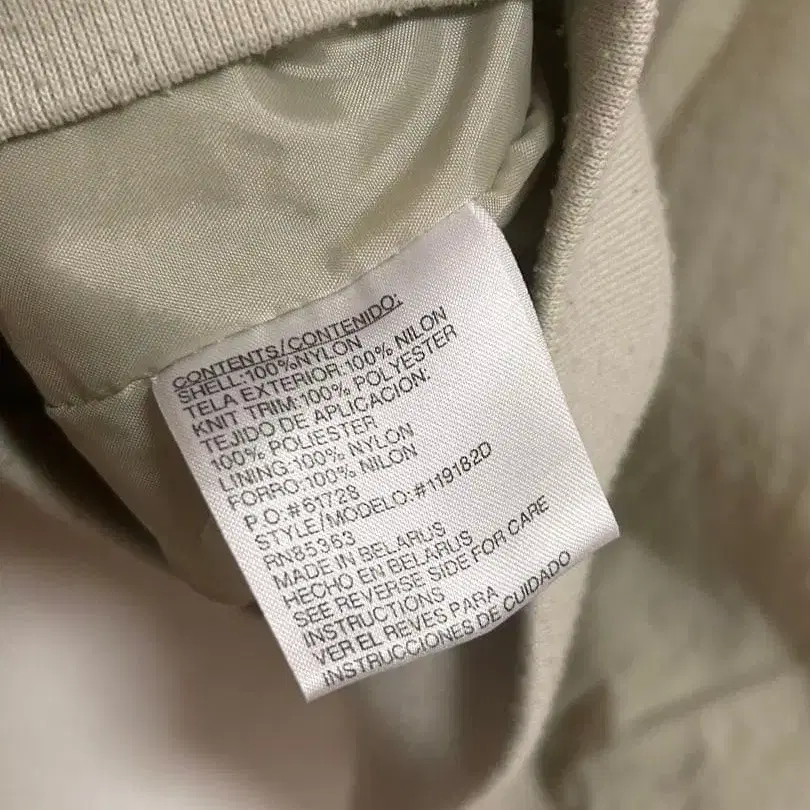 CONTENTS/CONTENIDO:
SHELL:100%NYLON
TELA EXTERIOR:100% NILON
KNIT TRIM:100% POLYESTER
TEJIDO DE APLICACION:
100% POLIESTER
LINING:100% NYLON
FORRO:100% NILON
P.O.#61728
STYLE/MODELO:#119182D
RN85363
MADE IN BELARUS
HECHO EN BELARUS
SEE REVERSE SIDE FOR CARE
INSTRUCTIONS
VER EL REVES PARA
INSTRUCCIONES DE CUIDADO